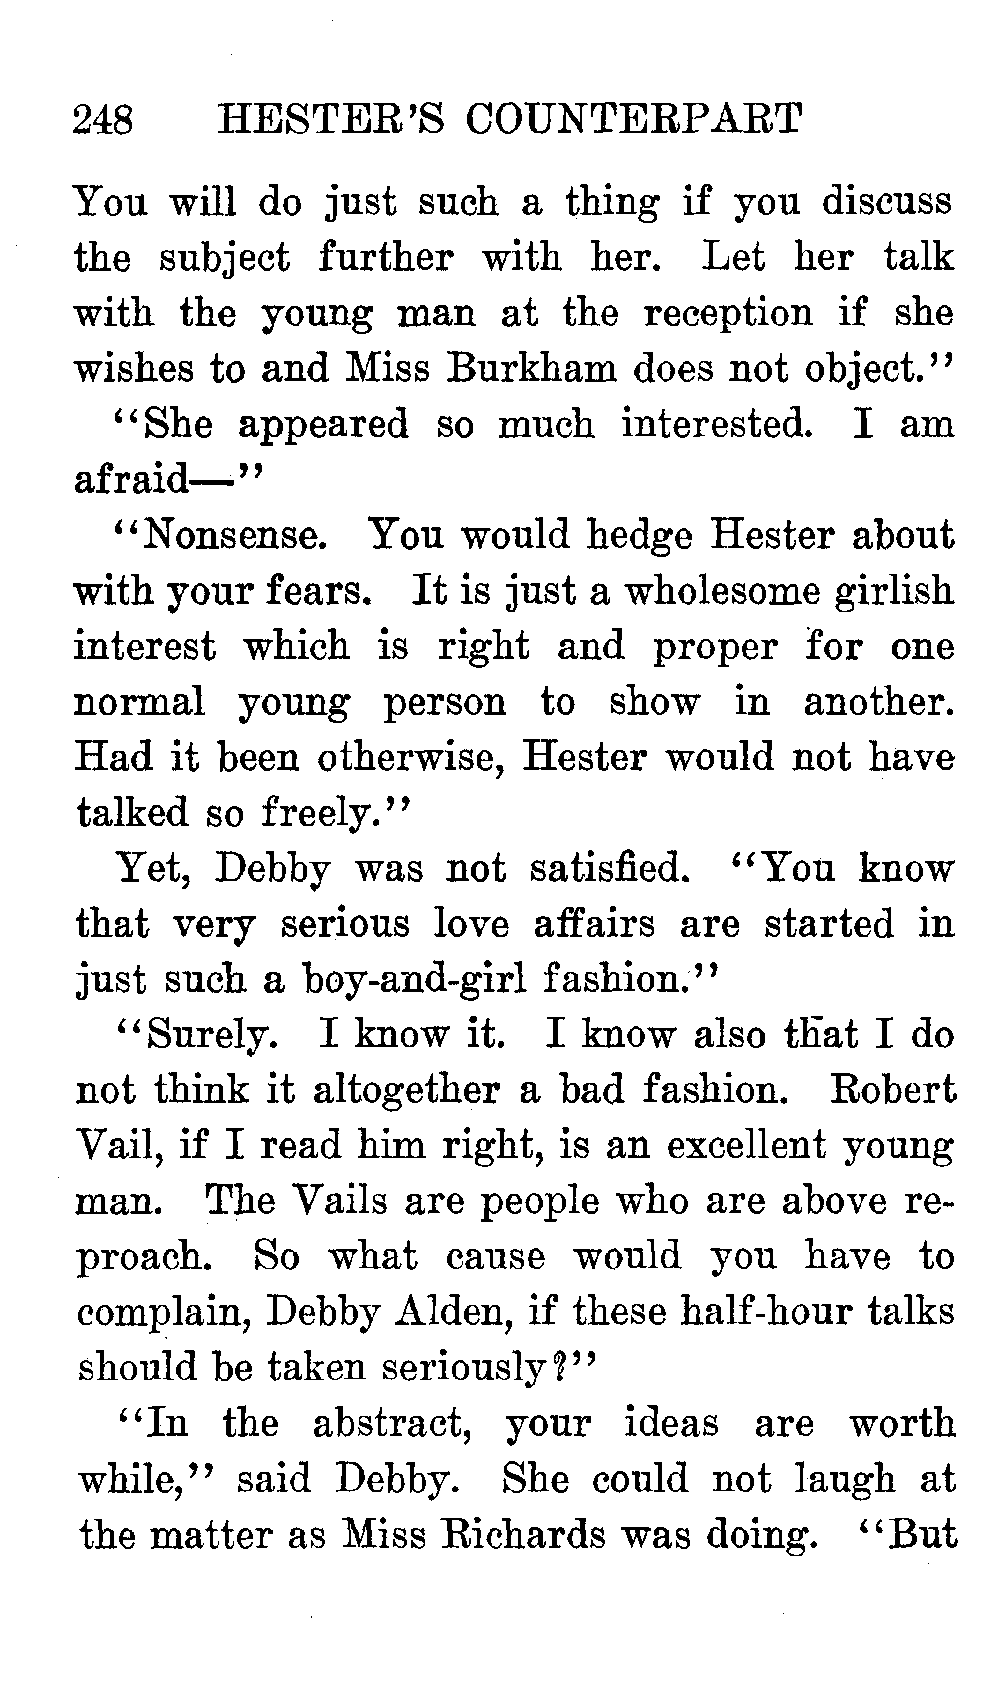 248 HESTER'S COUNTERPART
You will do just such a thing if you discuss
the subject further with her. Let her talk
with the young man at the reception if she
wishes to and Miss Burkham does not object."
"She appeared so much interested. I am
afraid—"
"Nonsense. You would hedge Hester about
with your fears. It is just a wholesome girlish
interest which is right and proper for one
normal young person to show in another.
Had it been otherwise, Hester would not have
talked so freely."
Yet, Debby was not satisfied. "You know
that very serious love affairs are started in
just such a boy-and-girl fashion."
"Surely. I know it. I know also that I do
not think it altogether a bad fashion. Robert
Vail, if I read him right, is an excellent young
man. The Vails are people who are above re-
proach. So what cause would you have to
complain, Debby Alden, if these half-hour talks
should be taken seriously?"
"In the abstract, your ideas are worth
while," said Debby. She could not laugh at
the matter as Miss Richards was doing. "But